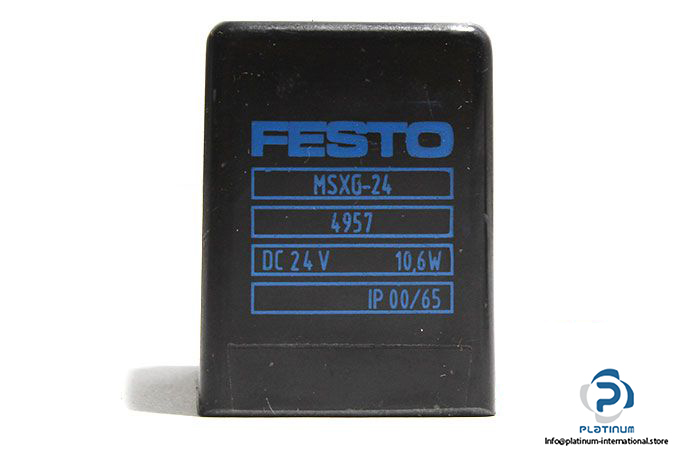 FESTO
MSXG-24
4957
DC 24 V 10,6W
IP 00/65
PLATINUM
Info@platinum-international.store